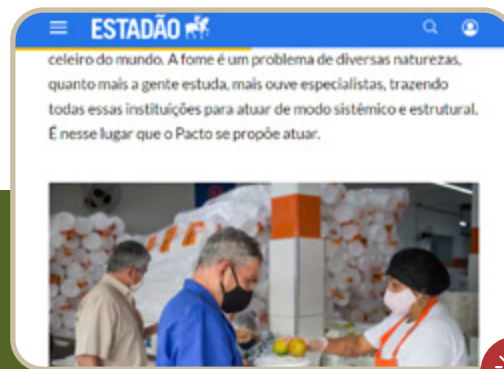 ESTADÃO
celeiro do mundo. A fome é um problema de diversas naturezas,
quanto mais a gente estuda, mais ouve especialistas, trazendo
todas essas instituições para atuar de modo sistêmico e estrutural.
É nesse lugar que o Pacto se propõe atuar.